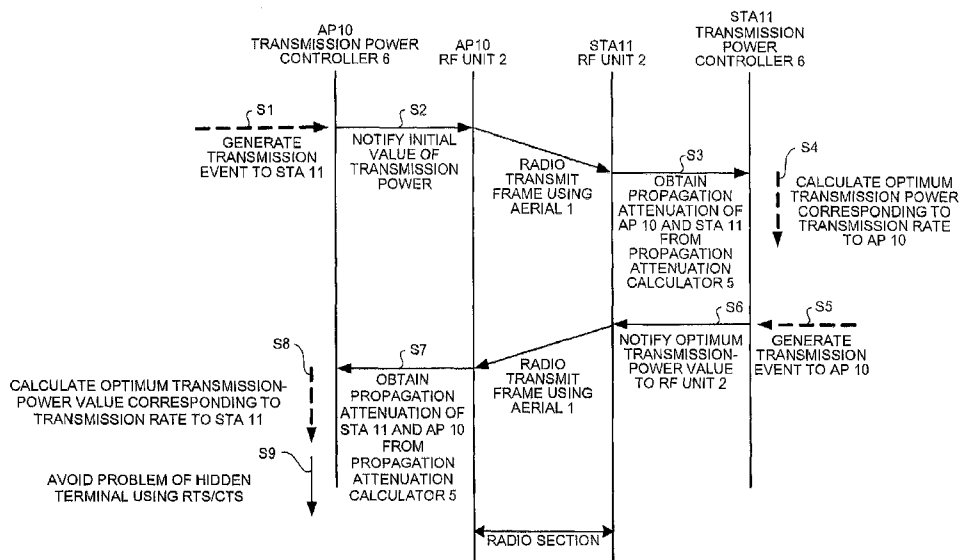 AP10
TRANSMISSION POWER
CONTROLLER 6
AP10
RF UNIT 2
STA11
RF UNIT 2
STA11
TRANSMISSION
POWER
CONTROLLER 6
S1
GENERATE
TRANSMISSION
EVENT TO STA 11
S2
NOTIFY INITIAL
VALUE OF
TRANSMISSION
POWER
RADIO
TRANSMIT
FRAME USING
AERIAL 1
S3
OBTAIN
PROPAGATION
ATTENUATION OF
AP 10 AND STA 11
FROM
PROPAGATION
ATTENUATION
CALCULATOR 5
S4
CALCULATE OPTIMUM
TRANSMISSION POWER
CORRESPONDING TO
TRANSMISSION RATE
TO AP 10
S5
GENERATE
TRANSMISSION
EVENT TO AP 10
S6
NOTIFY OPTIMUM
TRANSMISSION-
POWER VALUE
TO RF UNIT 2
RADIO
TRANSMIT
FRAME USING
AERIAL 1
S7
OBTAIN
PROPAGATION
ATTENUATION OF
STA 11 AND AP 10
FROM
PROPAGATION
ATTENUATION
CALCULATOR 5
S8
CALCULATE OPTIMUM TRANSMISSION-
POWER VALUE CORRESPONDING TO
TRANSMISSION RATE TO STA 11
S9
AVOID PROBLEM OF HIDDEN
TERMINAL USING RTS/CTS
RADIO SECTION